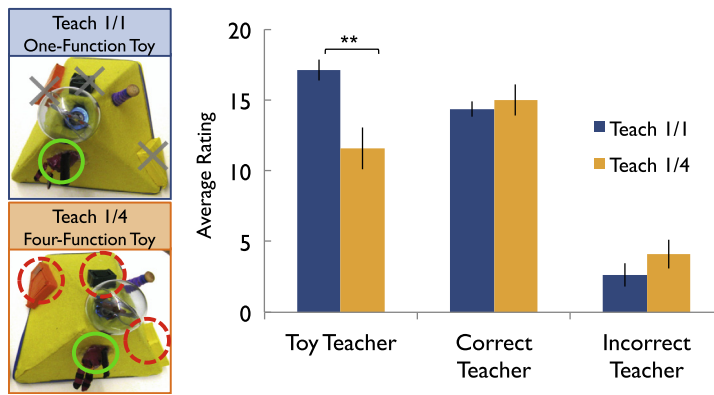 Teach 1/1
One-Function Toy
Teach 1/4
Four-Function Toy
Average Rating
20
15
10
5
0
**
Teach 1/1
Teach 1/4
Toy Teacher
Correct
Teacher
Incorrect
Teacher